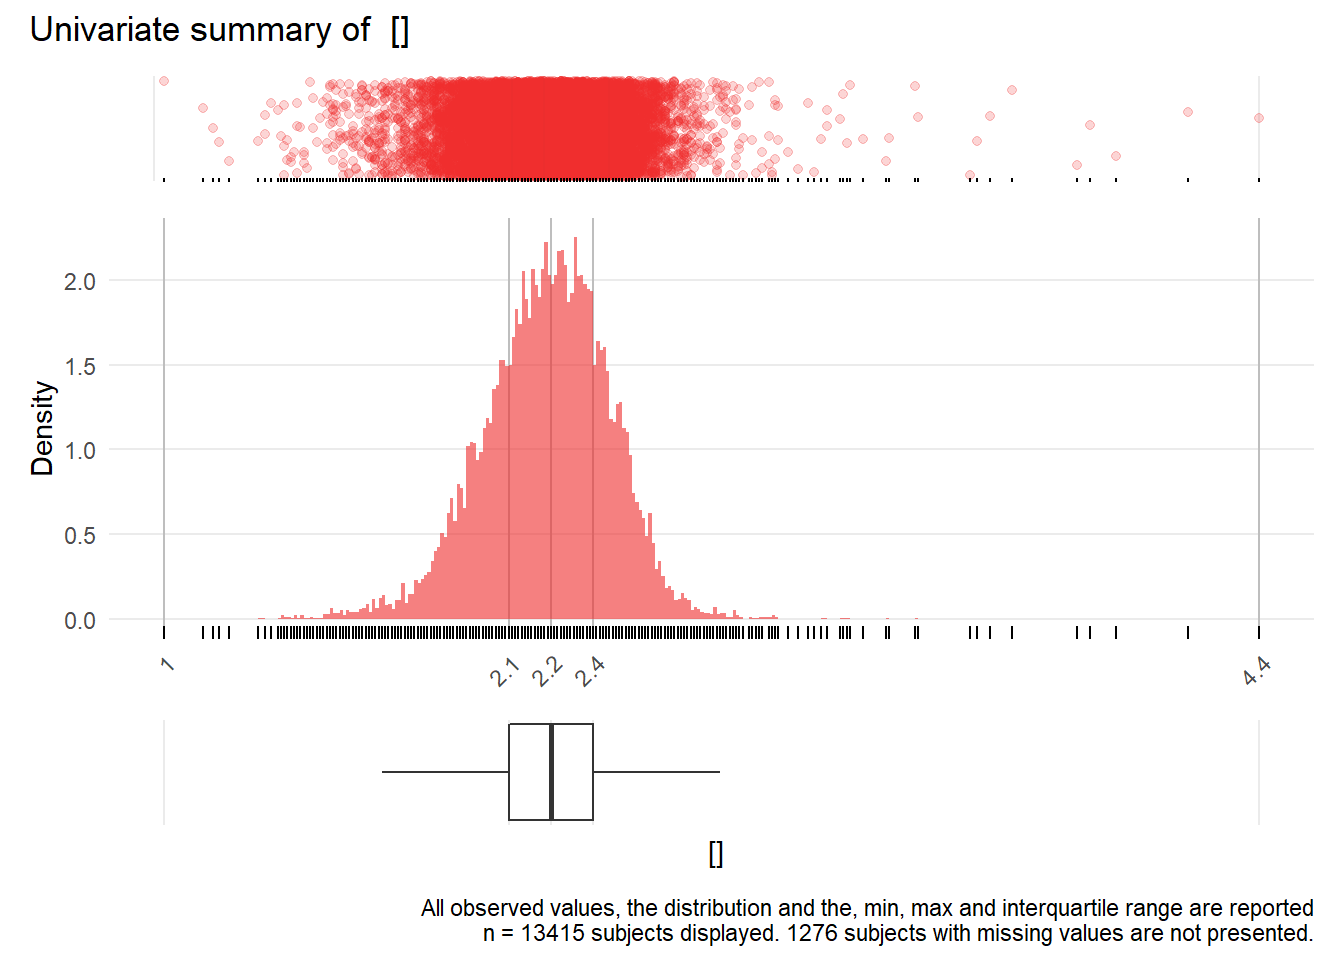 Univariate summary of  []
Density
2.0
1.5
1.0
0.5
0.0
1
2.1
2.2
2.4
4.4
[]
All observed values, the distribution and the, min, max and interquartile range are reported
n = 13415 subjects displayed. 1276 subjects with missing values are not presented.